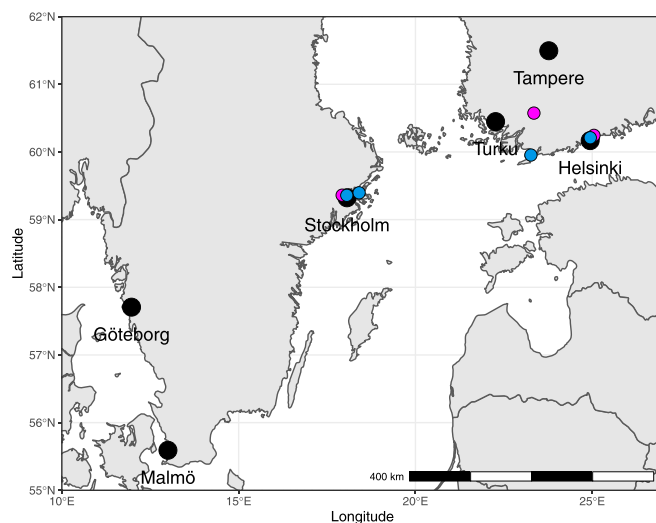 62°N
61°N
Tampere
60°N
Turku
Helsinki
59°N
Stockholm
Latitude
58°N
Göteborg
57°N
56°N
400 km
Malmö
55°N
10°E
15°E
20°E
25°E
Longitude